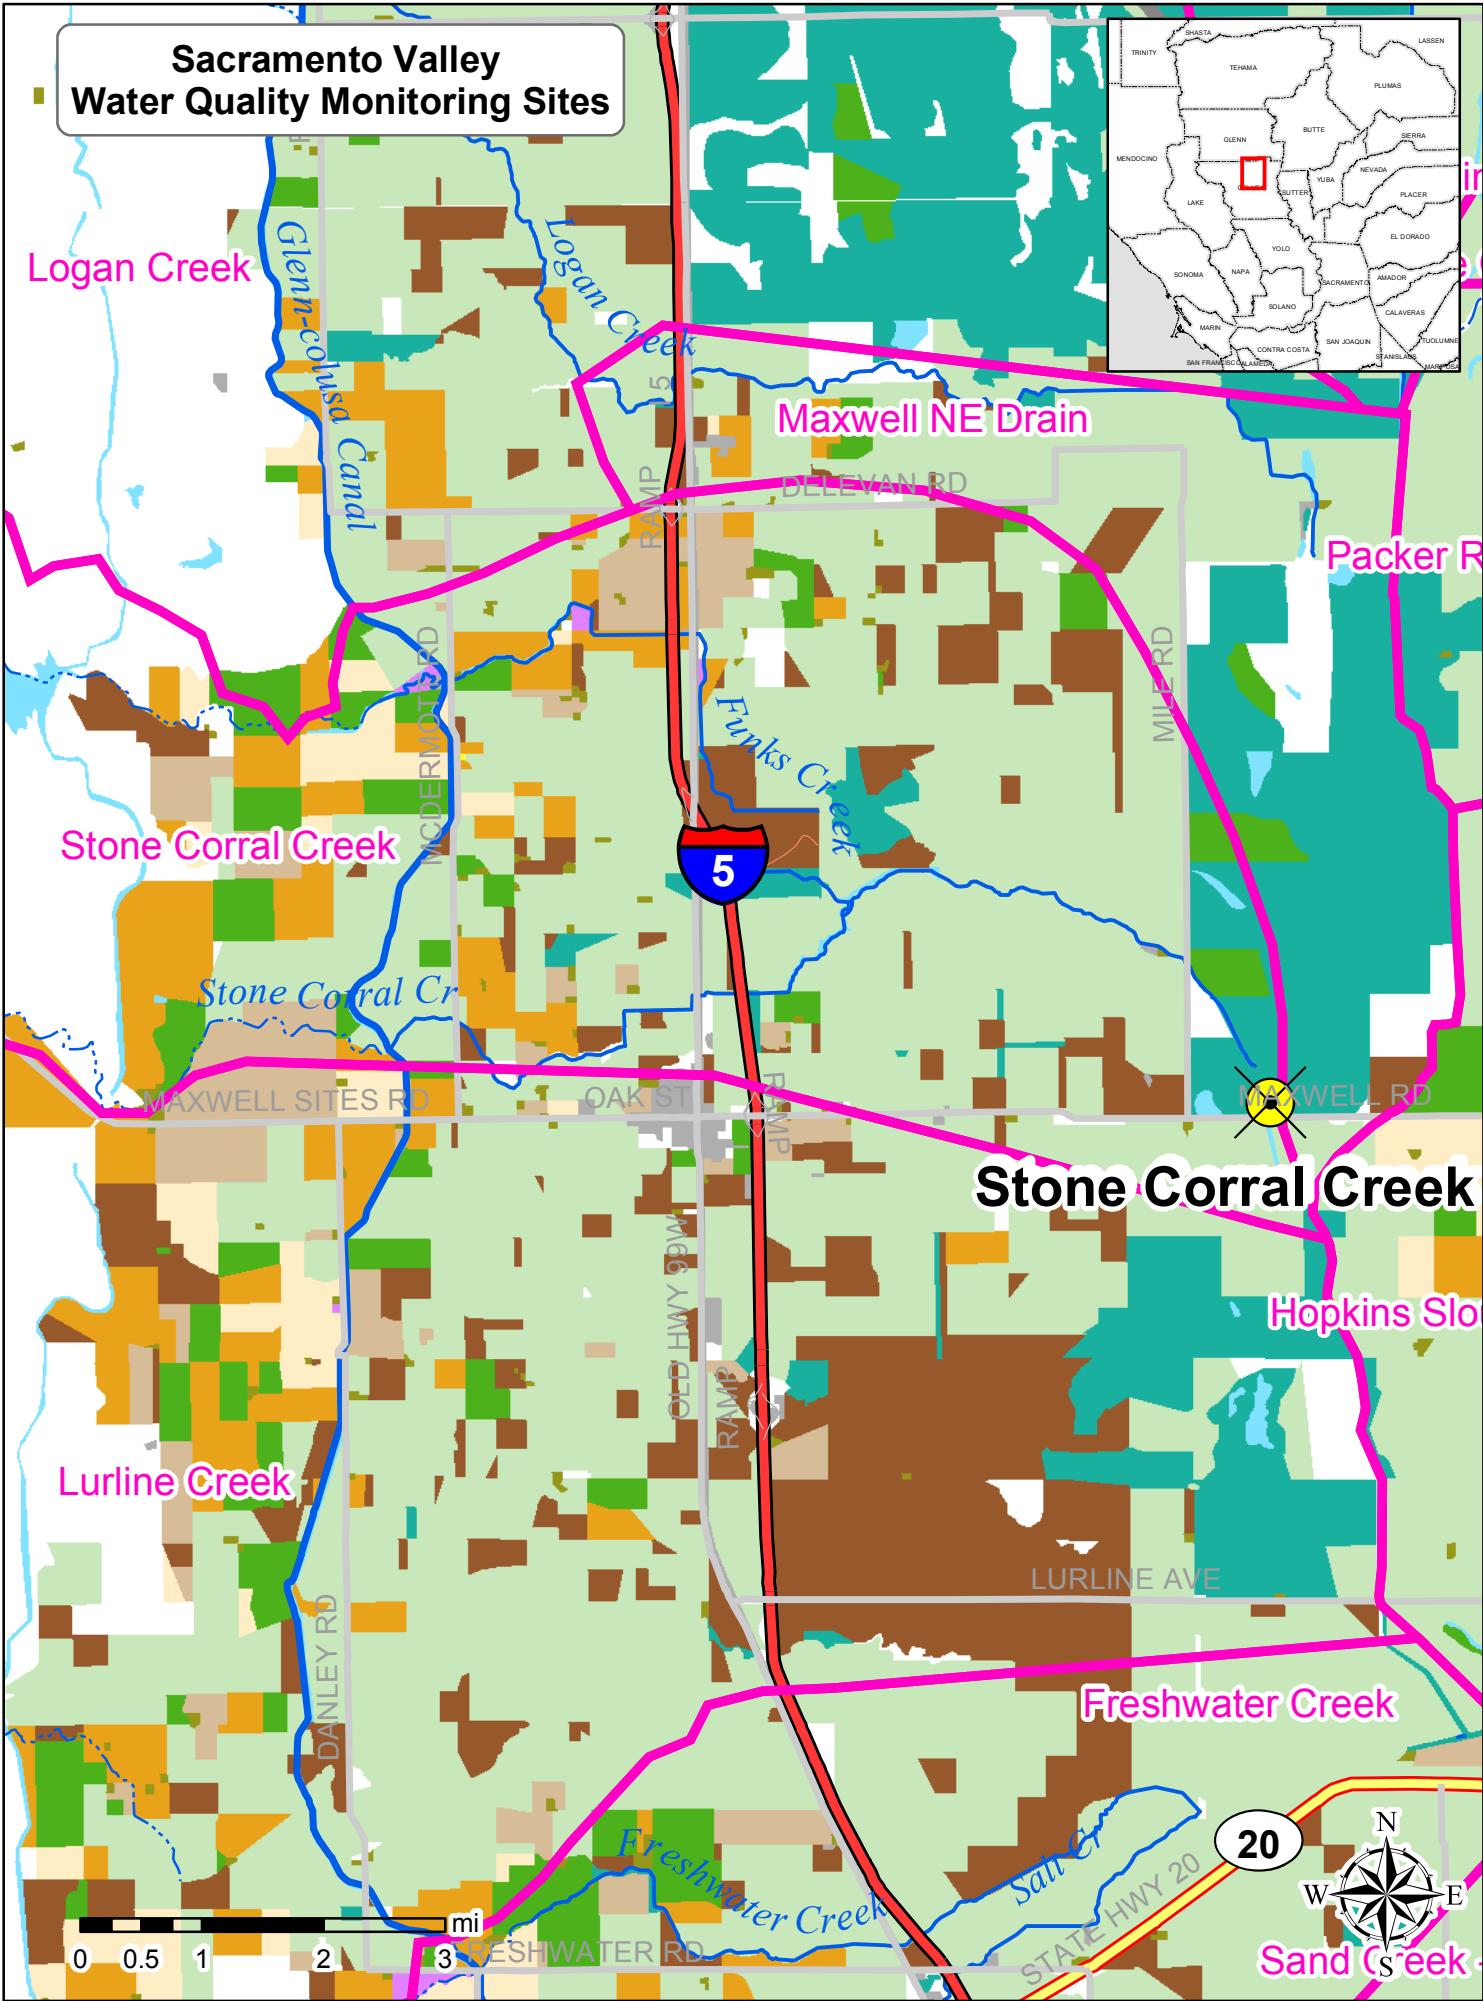 Sacramento Valley
Water Quality Monitoring Sites
TRINITY
SHASTA
LASSEN
TEHAMA
PLUMAS
GLENN
BUTTE
SIERRA
MENDOCINO
NEVADA
YUBA
PLACER
SUTTER
LAKE
EL DORADO
YOLO
SONOMA
NAPA
SACRAMENTO
AMADOR
SOLANO
CALAVERAS
MARIN
SAN JOAQUIN
TUOLUMNE
CONTRA COSTA
STANISLAUS
SAN FRANCISCO
ALAMEDA
MARIPOSA
Logan Creek
Glenn-colusa Canal
Logan Creek
5
Maxwell NE Drain
RAMP
DELEVAN RD
Packer R
MCDERMOTT RD
MILE RD
Funks Creek
Stone Corral Creek
5
Stone Corral Cr
MAXWELL SITES RD
OAK ST
RAMP
MAXWELL RD
Stone Corral Creek
OLD HWY 99W
Hopkins Slo
RAMP
Lurline Creek
LURLINE AVE
DANLEY RD
Freshwater Creek
Freshwater Creek
Salt Cr
20
STATE HWY 20
N
W E
S
mi
0 0.5 1 2 3
FRESHWATER RD
Sand Creek -